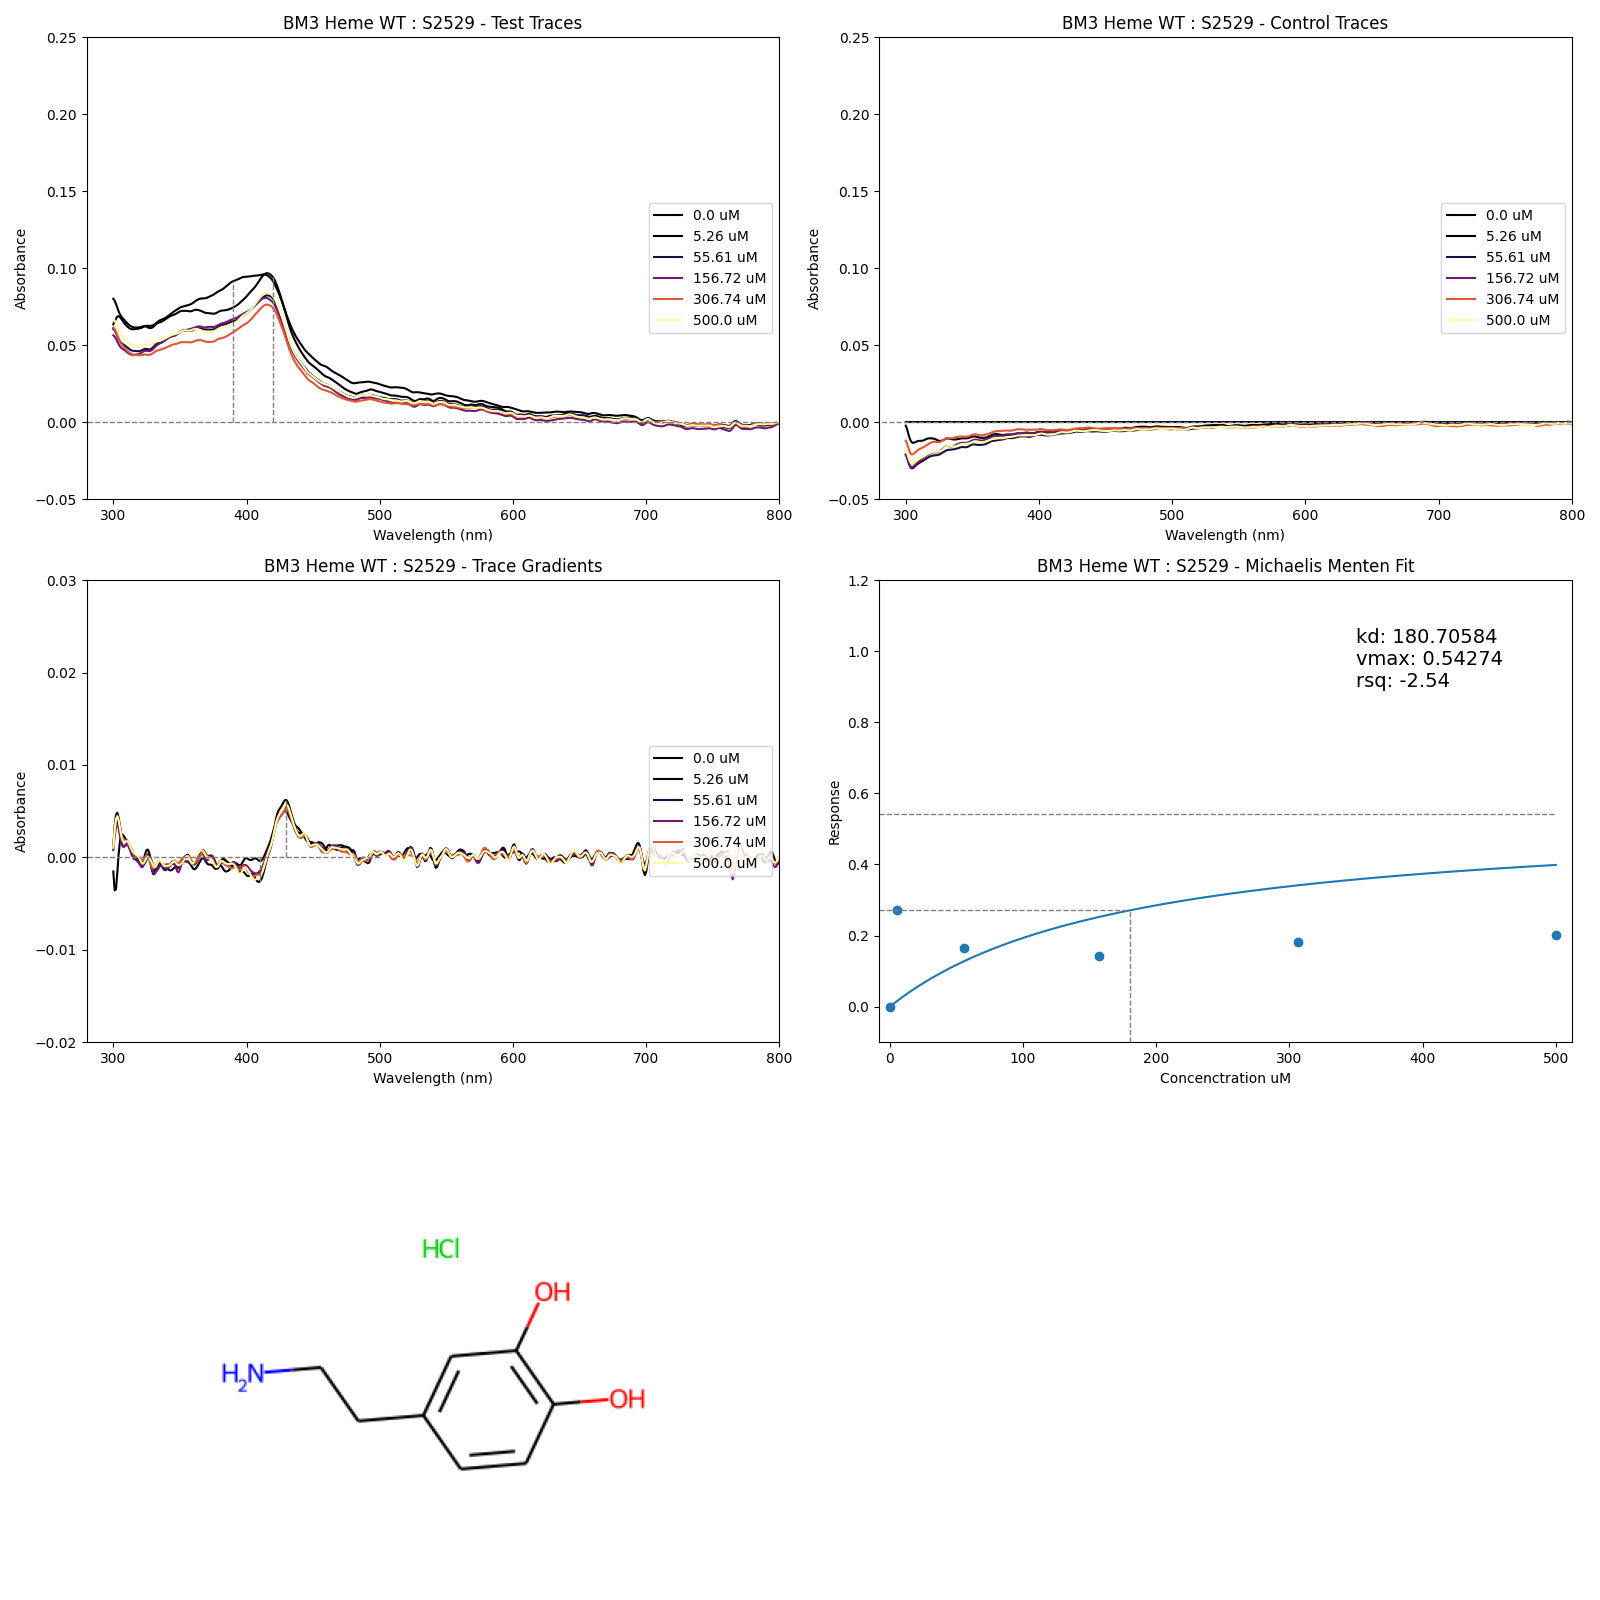 BM3 Heme WT : S2529 - Test Traces
0.25
0.20
0.15
0.10
0.05
0.00
−0.05
Absorbance
300
400
500
600
700
800
Wavelength (nm)
0.0 uM
5.26 uM
55.61 uM
156.72 uM
306.74 uM
500.0 uM
BM3 Heme WT : S2529 - Control Traces
0.25
0.20
0.15
0.10
0.05
0.00
−0.05
Absorbance
300
400
500
600
700
800
Wavelength (nm)
0.0 uM
5.26 uM
55.61 uM
156.72 uM
306.74 uM
500.0 uM
BM3 Heme WT : S2529 - Trace Gradients
0.03
0.02
0.01
0.00
−0.01
−0.02
Absorbance
300
400
500
600
700
800
Wavelength (nm)
0.0 uM
5.26 uM
55.61 uM
156.72 uM
306.74 uM
500.0 uM
BM3 Heme WT : S2529 - Michaelis Menten Fit
1.2
1.0
0.8
0.6
0.4
0.2
0.0
Response
0
100
200
300
400
500
Concenctration uM
kd: 180.70584
vmax: 0.54274
rsq: -2.54
HCl
OH
H2N
OH